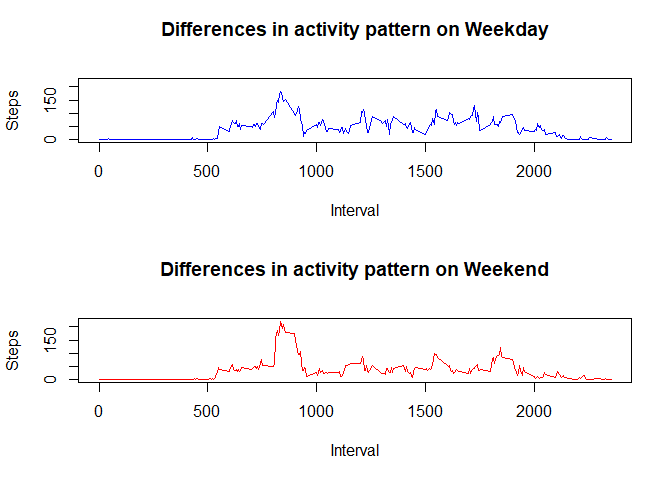 Differences in activity pattern on Weekday
Steps
150
0
0 500 1000 1500 2000
Interval
Differences in activity pattern on Weekend
Steps
150
0
0 500 1000 1500 2000
Interval